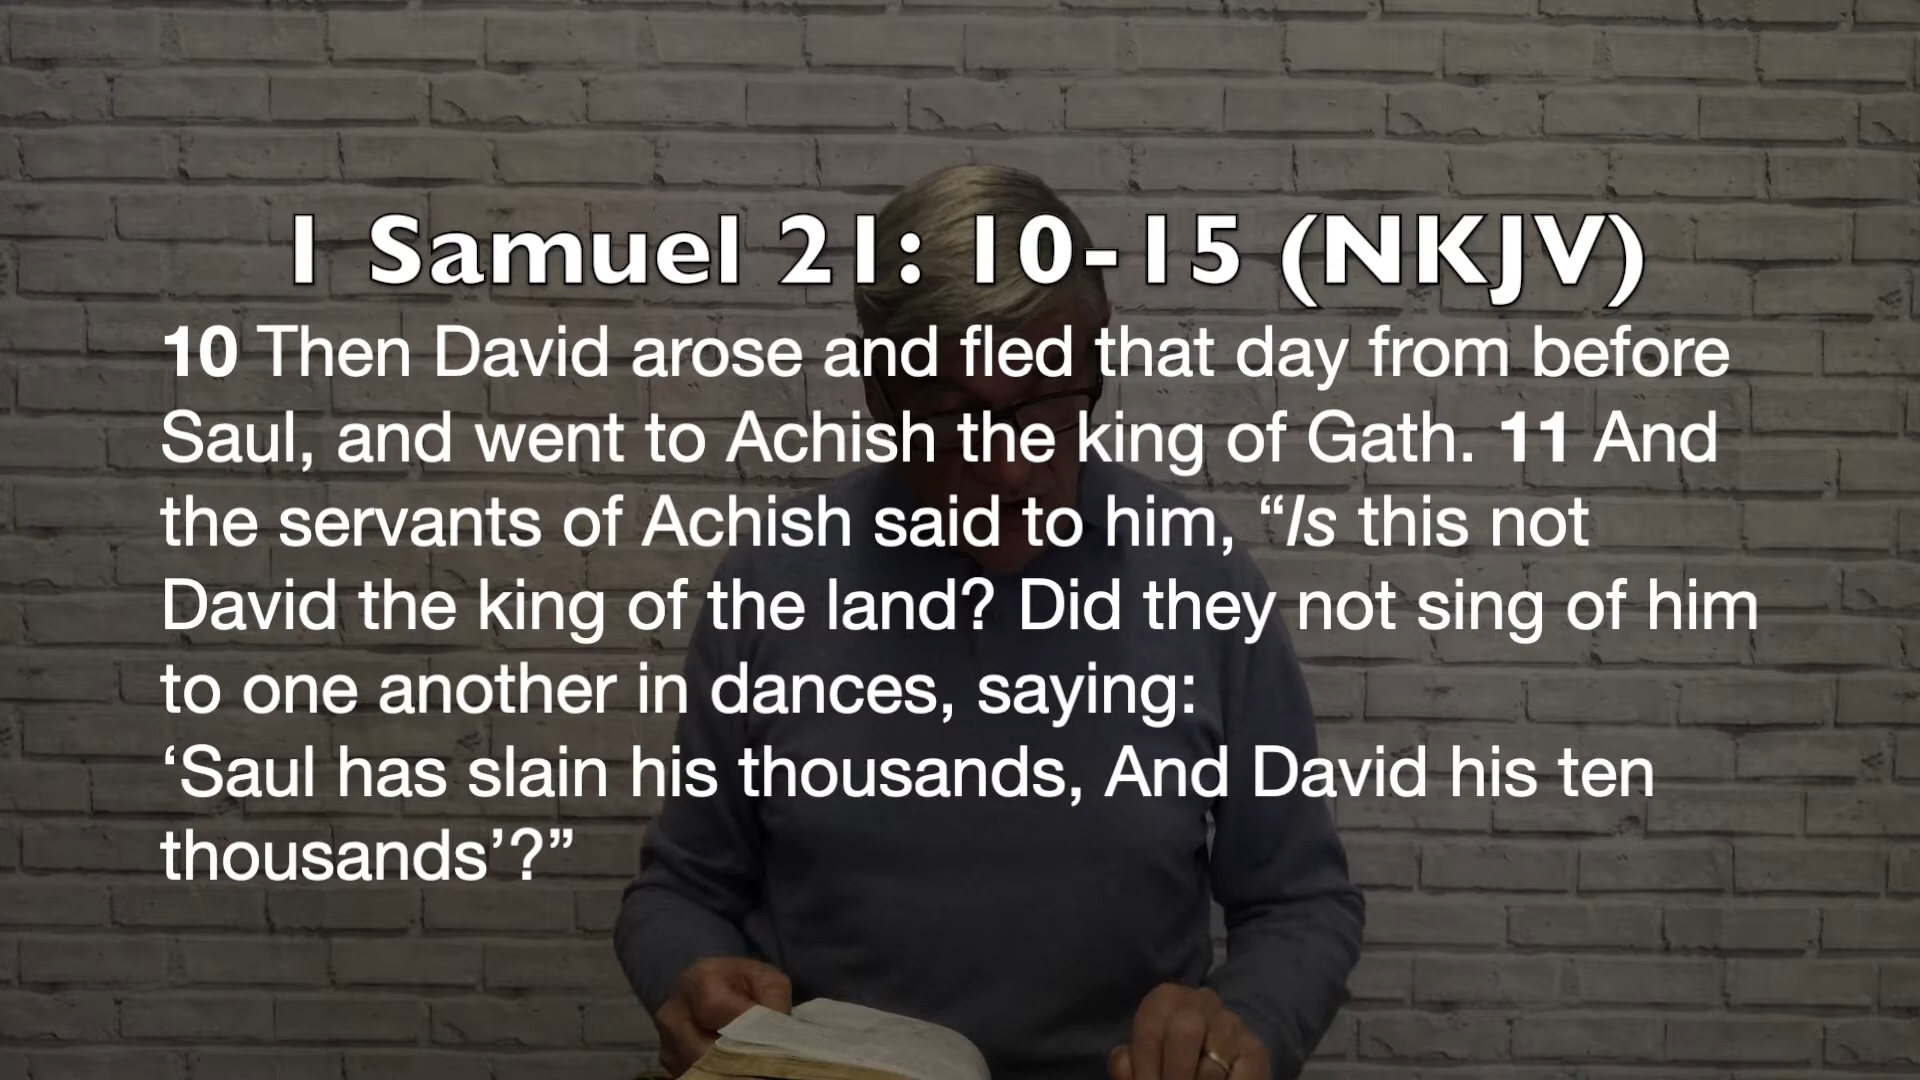 1 Samuel 21: 10-15 (NKJV)
10 Then David arose and fled that day from before
Saul, and went to Achish the king of Gath. 11 And
the servants of Achish said to him, “Is this not
David the king of the land? Did they not sing of him
to one another in dances, saying:
‘Saul has slain his thousands, And David his ten
thousands’?”